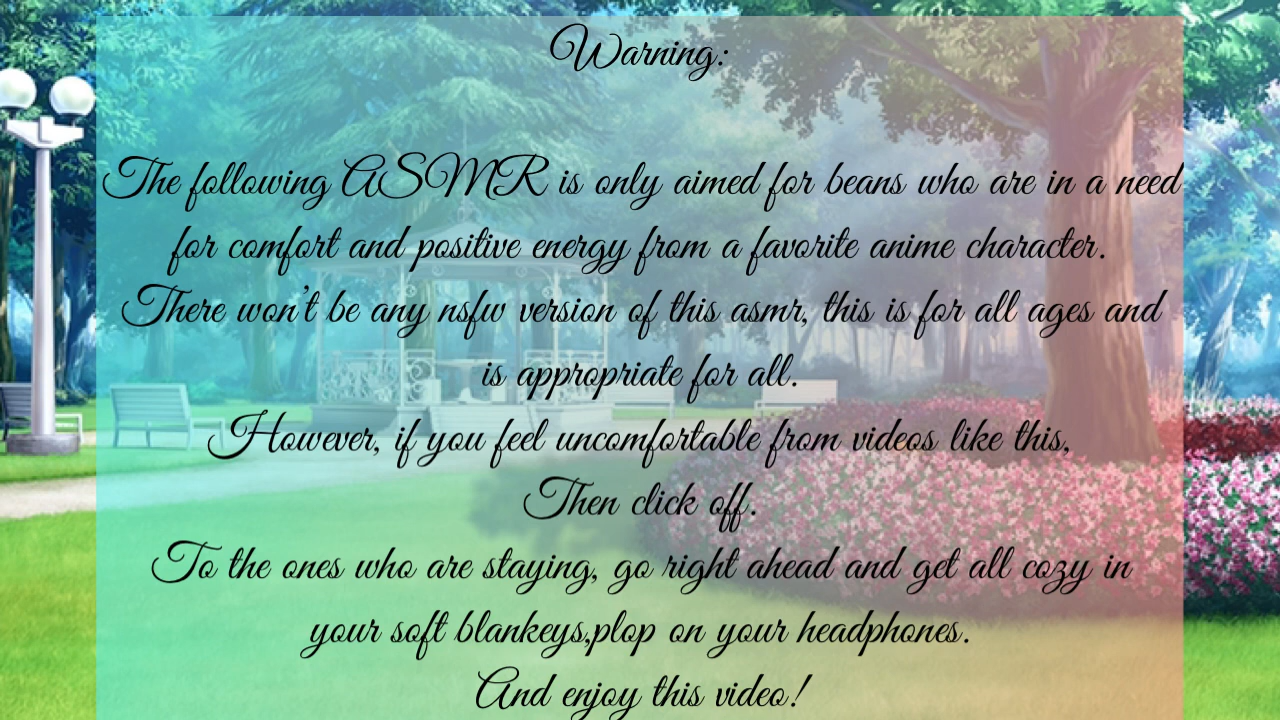 Warning:
The following ASMR is only aimed for beans who are in a need
for comfort and positive energy from a favorite anime character.
There won't be any nsfw version of this asmr, this is for all ages and
is appropriate for all.
However, if you feel uncomfortable from videos like this,
Then click off.
To the ones who are staying, go right ahead and get all cozy in
your soft blankeys,plop on your headphones.
And enjoy this video!